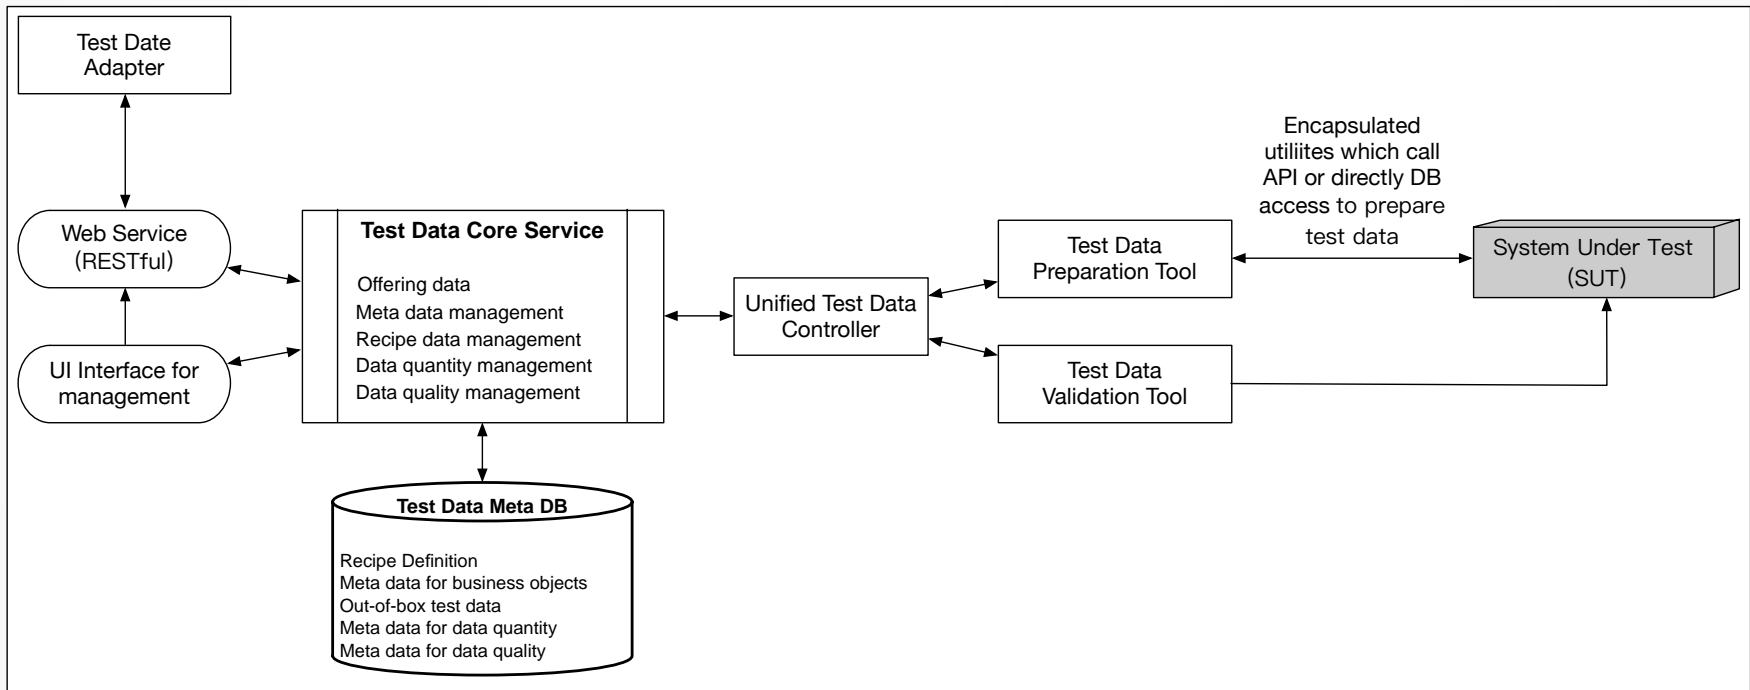 Test Date
Adapter
Web Service
(RESTful)
UI Interface for
management
Test Data Core Service
Offering data
Meta data management
Recipe data management
Data quantity management
Data quality management
Test Data Meta DB
Recipe Definition
Meta data for business objects
Out-of-box test data
Meta data for data quantity
Meta data for data quality
Unified Test Data
Controller
Test Data
Preparation Tool
Test Data
Validation Tool
Encapsulated
utiliites which call
API or directly DB
access to prepare
test data
System Under Test
(SUT)